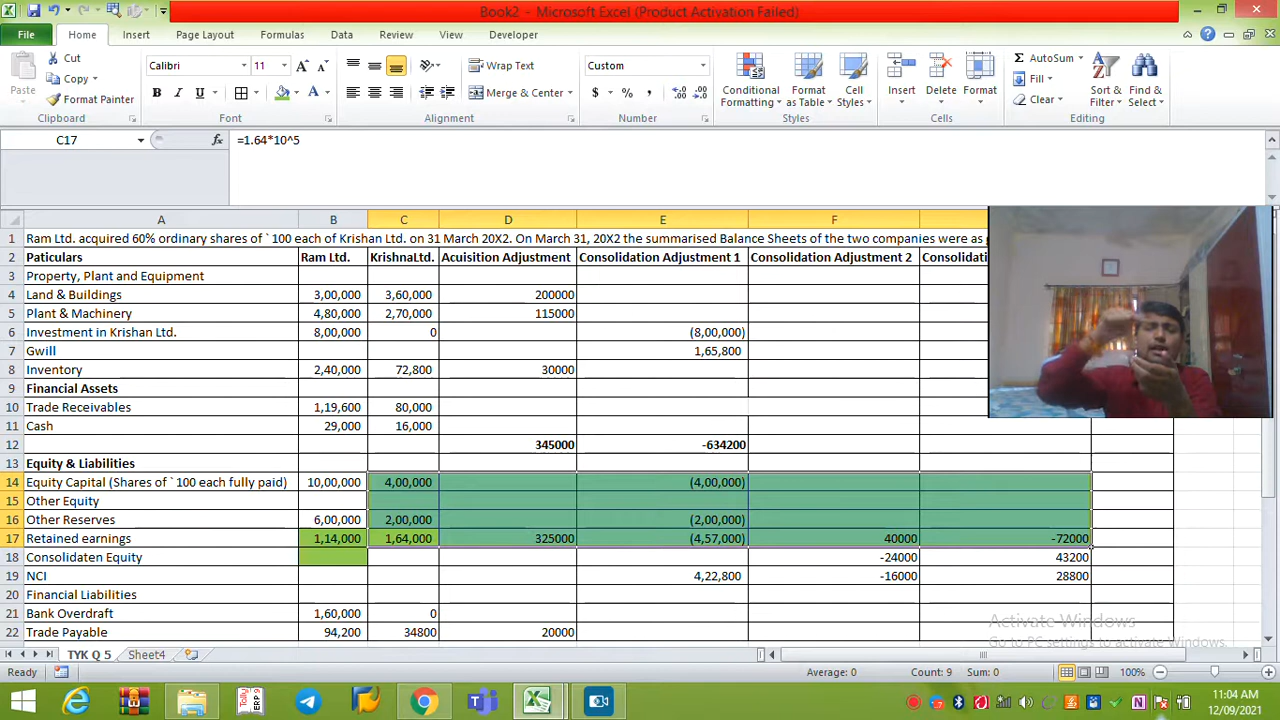 Book2 - Microsoft Excel (Product Activation Failed)
File Home Insert Page Layout Formulas Data Review View Developer
Paste
Cut
Copy
Format Painter
Clipboard
Calibri 11
B I U
Font
Wrap Text
Merge & Center
Alignment
Custom
$ % ,
Number
Conditional Formatting
Format as Table
Cell Styles
Styles
Insert Delete Format
Cells
AutoSum
Fill
Clear
Sort & Filter
Find & Select
Editing
C17 fx =1.64*10^5
A B C D E F
1 Ram Ltd. acquired 60% ordinary shares of `100 each of Krishan Ltd. on 31 March 20X2. On March 31, 20X2 the summarised Balance Sheets of the two companies were as
2 Paticulars Ram Ltd. KrishnaLtd. Acuisition Adjustment Consolidation Adjustment 1 Consolidation Adjustment 2
3 Property, Plant and Equipment
4 Land & Buildings 3,00,000 3,60,000 200000
5 Plant & Machinery 4,80,000 2,70,000 115000
6 Investment in Krishan Ltd. 8,00,000 0 (8,00,000)
7 Gwill 1,65,800
8 Inventory 2,40,000 72,800 30000
9 Financial Assets
10 Trade Receivables 1,19,600 80,000
11 Cash 29,000 16,000
12 345000 -634200
13 Equity & Liabilities
14 Equity Capital (Shares of `100 each fully paid) 10,00,000 4,00,000 (4,00,000)
15 Other Equity
16 Other Reserves 6,00,000 2,00,000 (2,00,000)
17 Retained earnings 1,14,000 1,64,000 325000 (4,57,000) 40000 -72000
18 Consolidaten Equity -24000 43200
19 NCI 4,22,800 -16000 28800
20 Financial Liabilities
21 Bank Overdraft 1,60,000 0
22 Trade Payable 94,200 34800 20000
Activate Windows
Go to PC settings to activate Windows.
TYK Q 5 Sheet4
Ready Average: 0 Count: 9 Sum: 0 100%
11:04 AM
12/09/2021